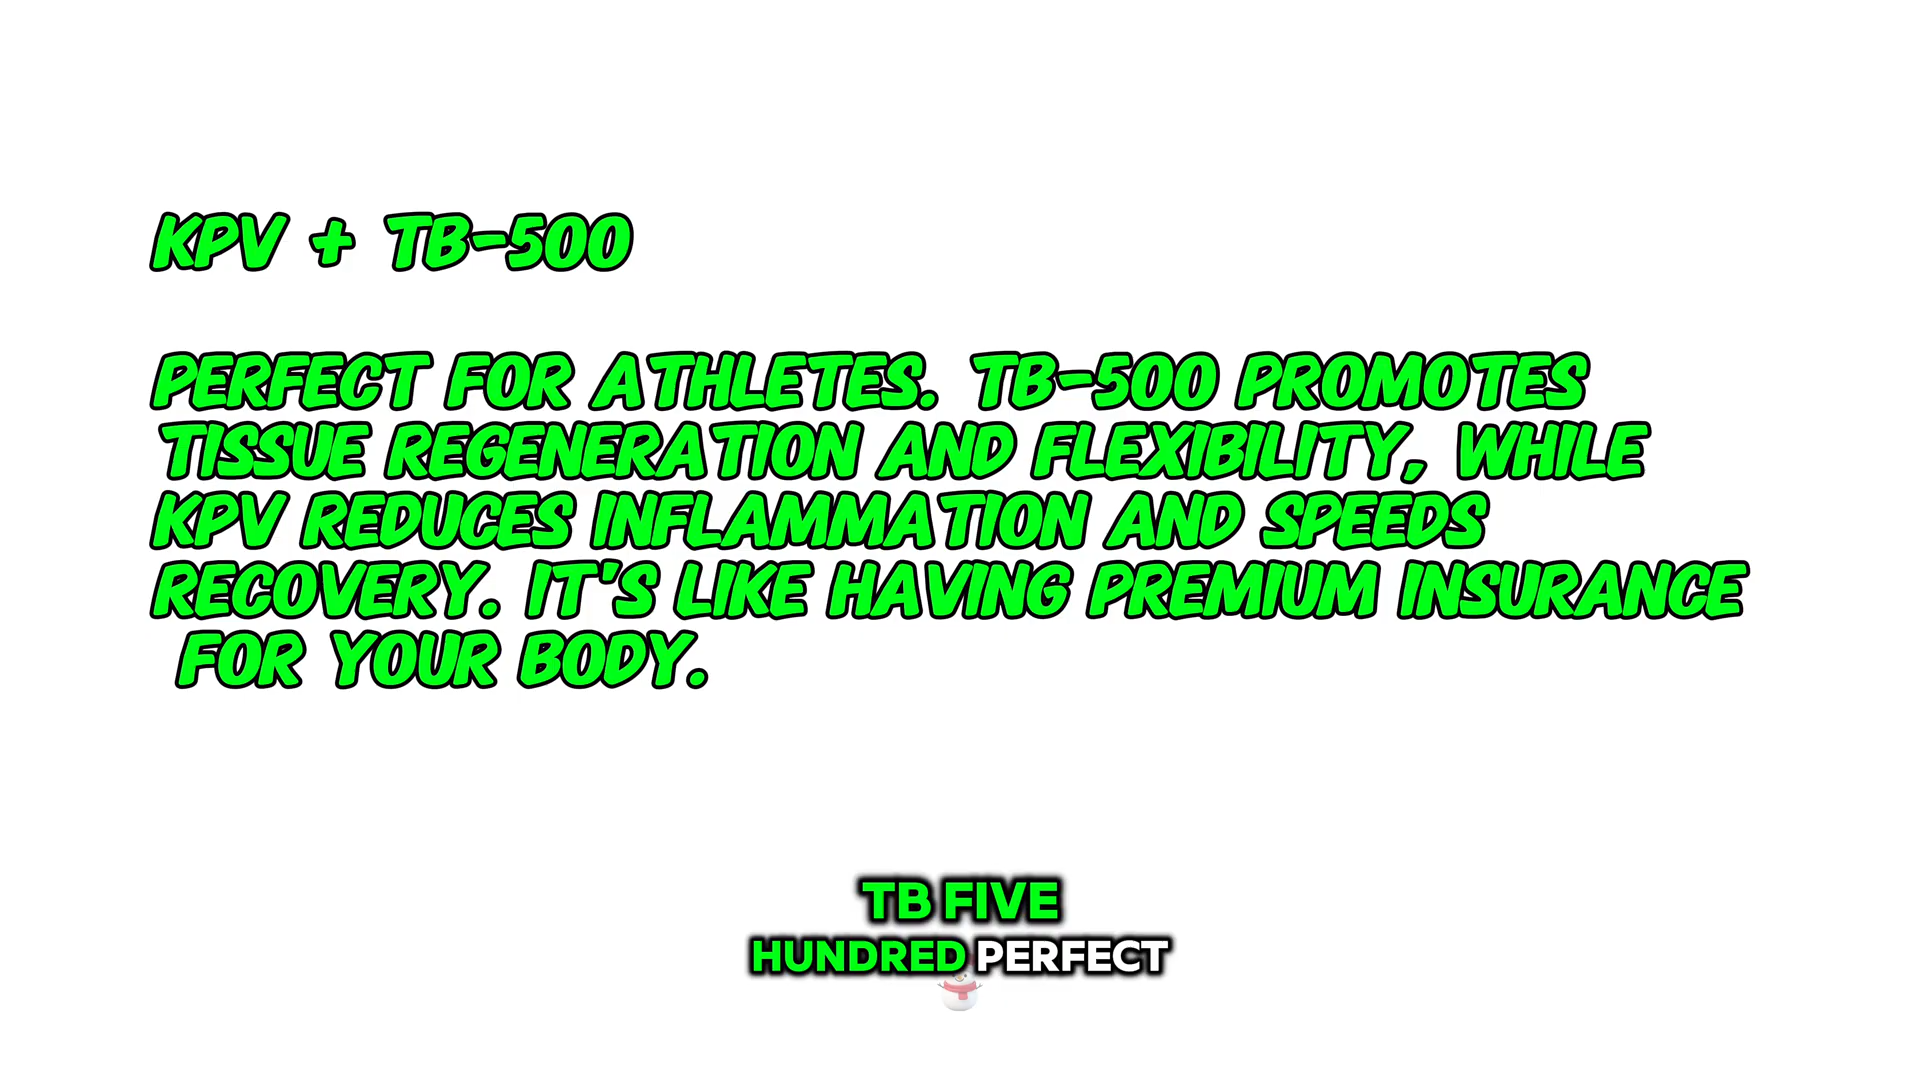 KPV + TB-500
PERFECT FOR ATHLETES. TB-500 PROMOTES
TISSUE REGENERATION AND FLEXIBILITY, WHILE
KPV REDUCES INFLAMMATION AND SPEEDS
RECOVERY. IT'S LIKE HAVING PREMIUM INSURANCE
FOR YOUR BODY.
TB FIVE
HUNDRED PERFECT